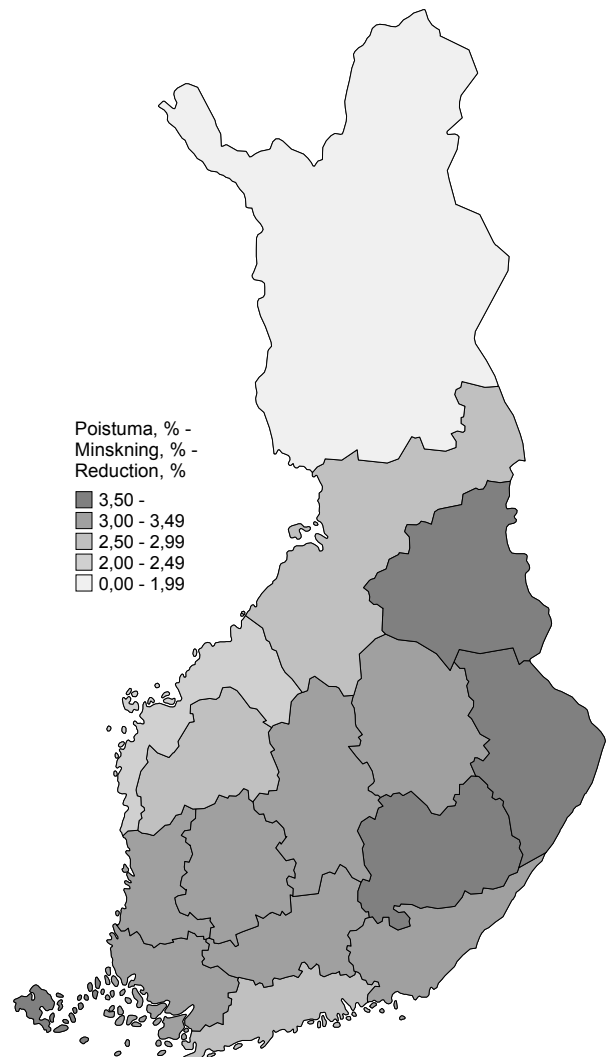 Poistuma, % -
Minskning, % -
Reduction, %
3,50 -
3,00 - 3,49
2,50 - 2,99
2,00 - 2,49
0,00 - 1,99